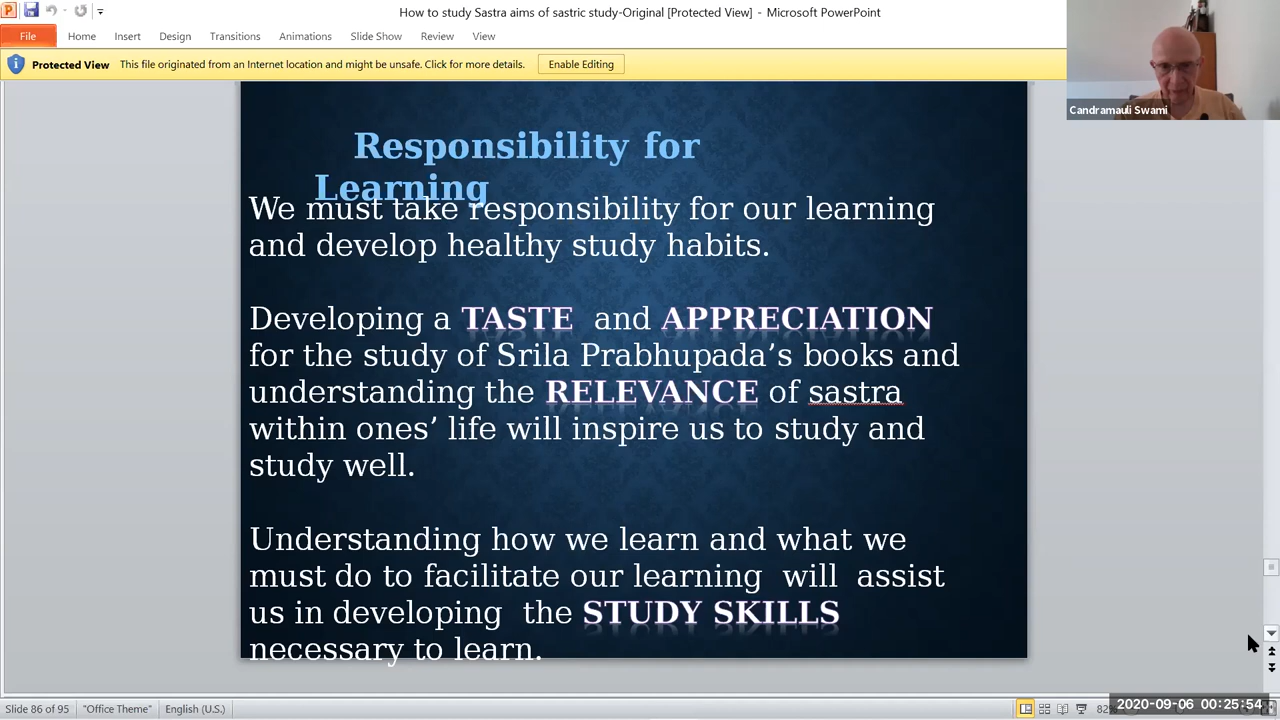 How to study Sastra aims of sastric study-Original [Protected View] - Microsoft PowerPoint
File Home Insert Design Transitions Animations Slide Show Review View
Protected View This file originated from an Internet location and might be unsafe. Click for more details. Enable Editing
Candramauli Swami
Responsibility for
Learning
We must take responsibility for our learning
and develop healthy study habits.
Developing a TASTE and APPRECIATION
for the study of Srila Prabhupada’s books and
understanding the RELEVANCE of sastra
within ones’ life will inspire us to study and
study well.
Understanding how we learn and what we
must do to facilitate our learning will assist
us in developing the STUDY SKILLS
necessary to learn.
Slide 86 of 95 "Office Theme" English (U.S.)
2020-09-06 00:25:54